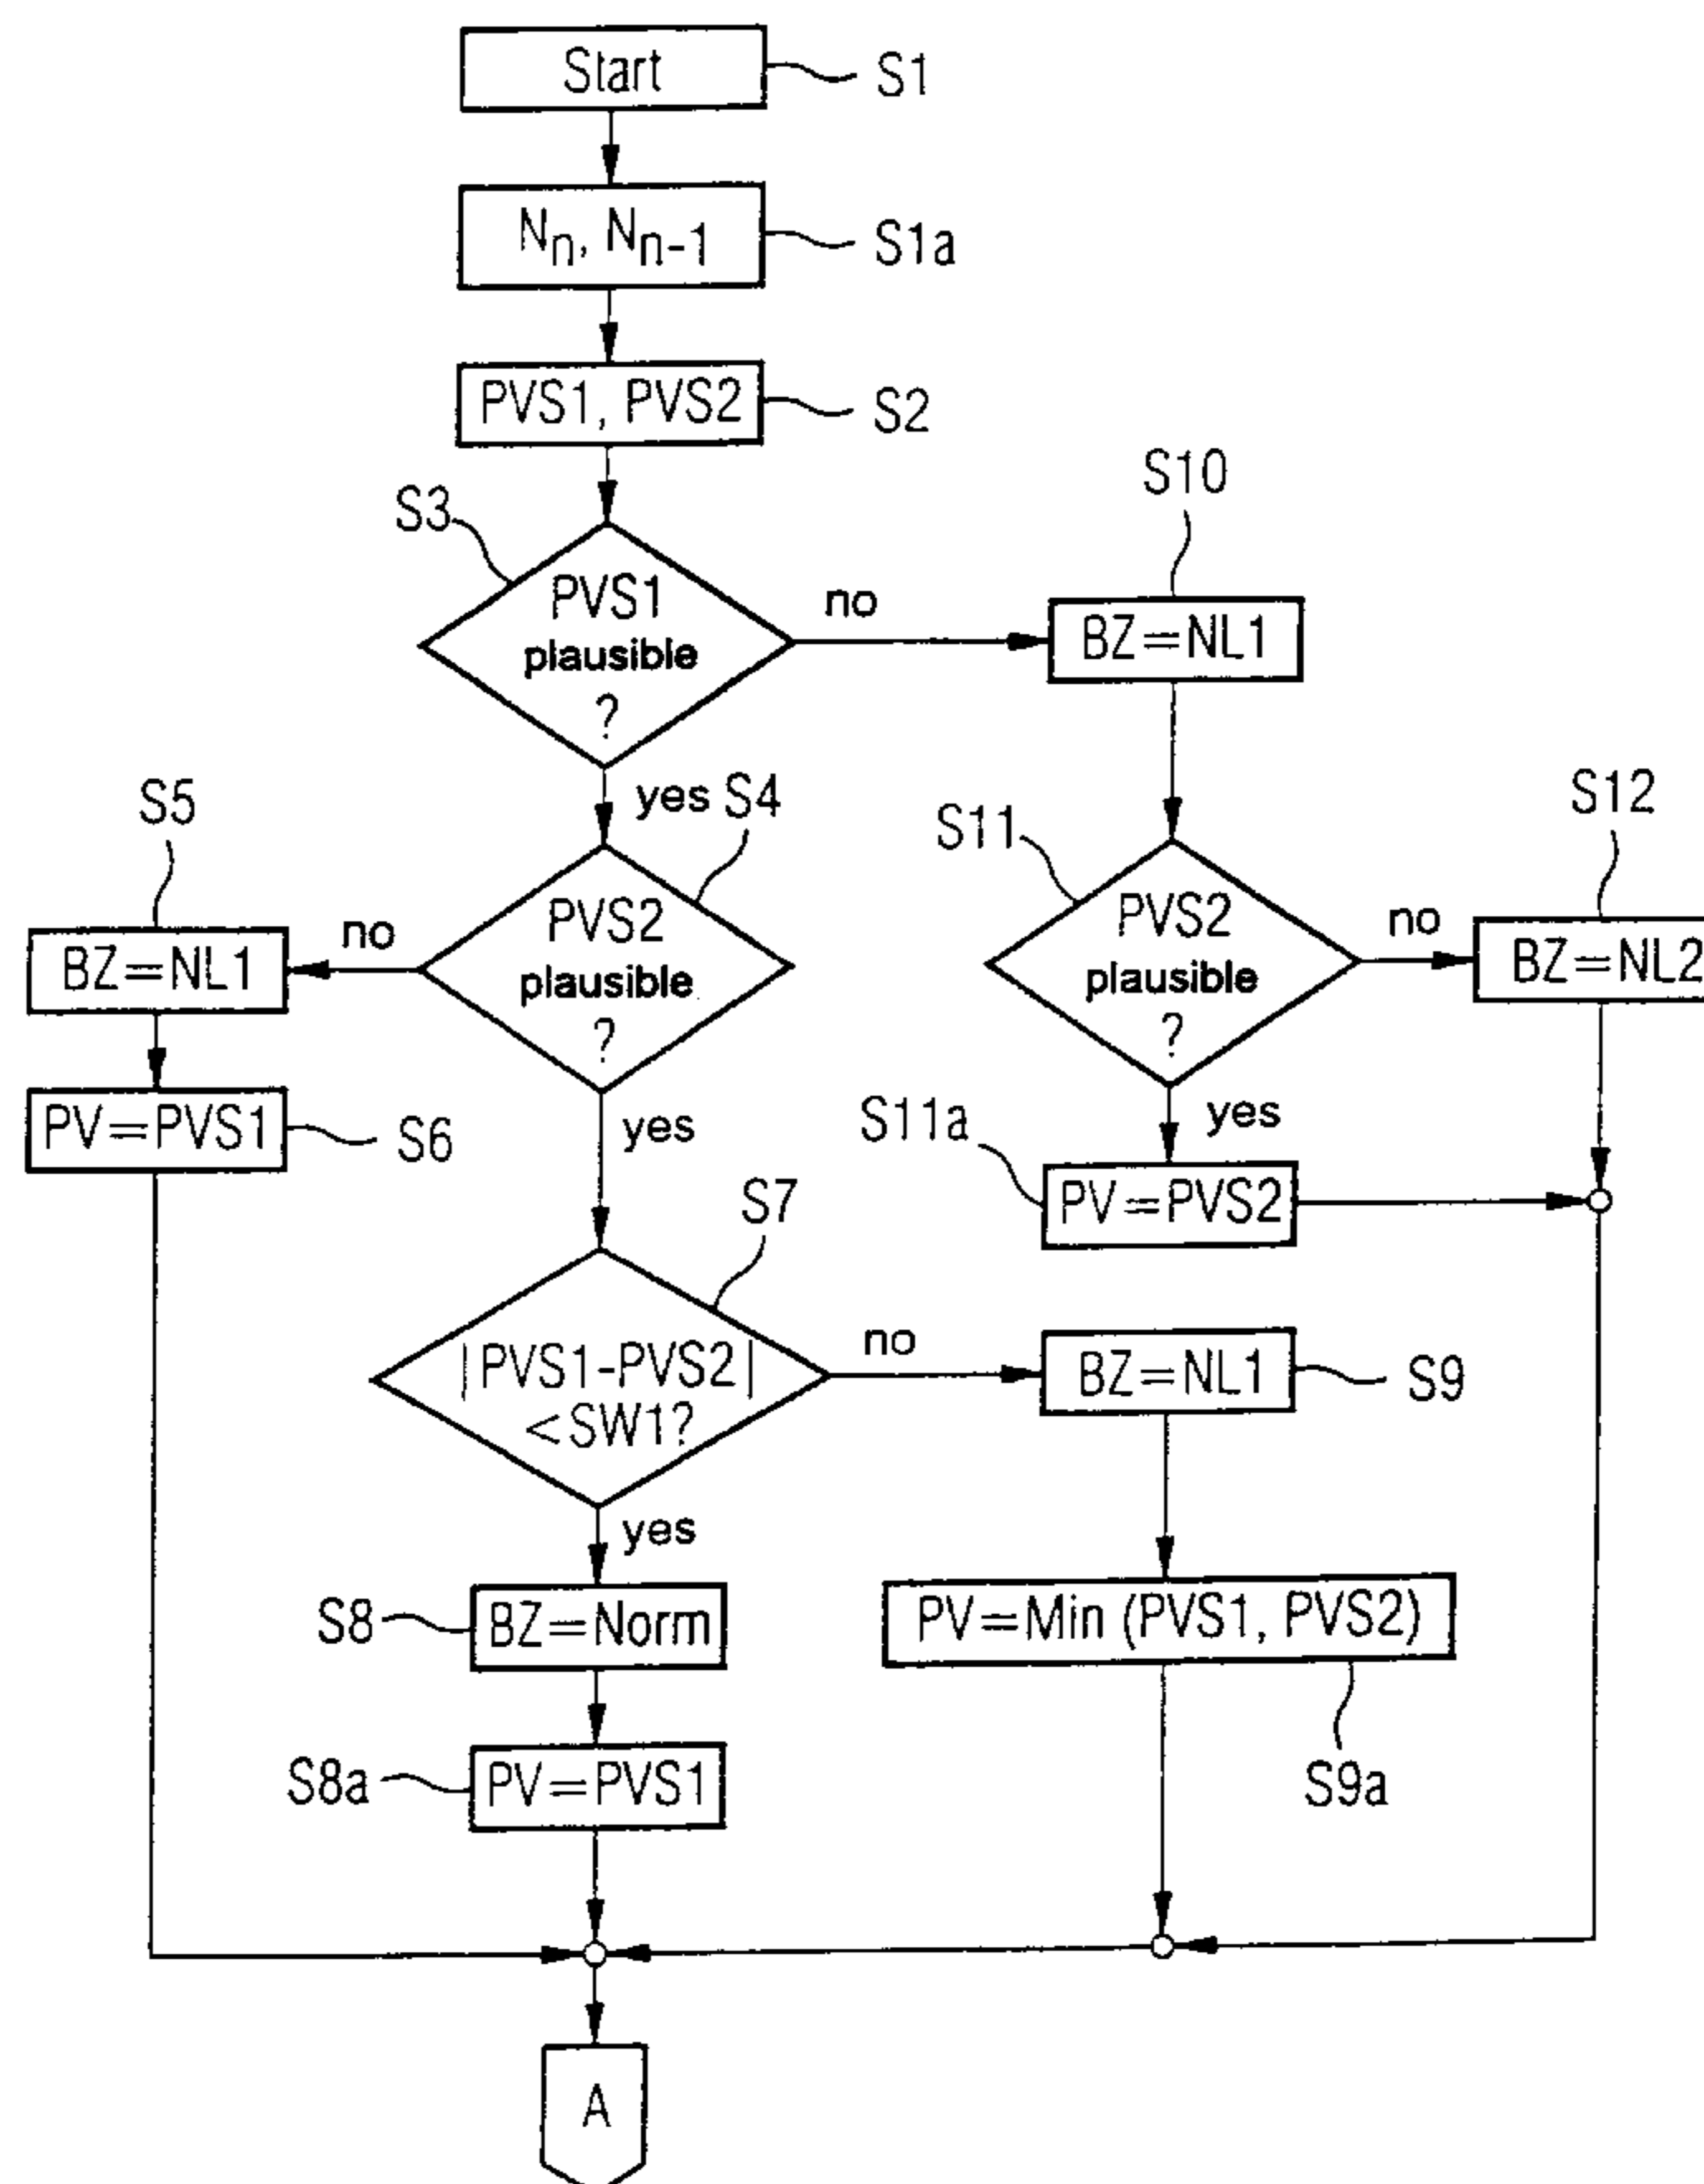 Start
S1
Nn, Nn-1
S1a
PVS1, PVS2
S2
S3
PVS1
plausible
?
no
S10
BZ=NL1
yes
S4
PVS2
plausible
?
no
S5
BZ=NL1
PV=PVS1
S6
S11
PVS2
plausible
?
no
S12
BZ=NL2
yes
S11a
PV=PVS2
yes
S7
|PVS1-PVS2|
<SW1?
no
BZ=NL1
S9
yes
S8
BZ=Norm
PV=Min (PVS1, PVS2)
S9a
S8a
PV=PVS1
A